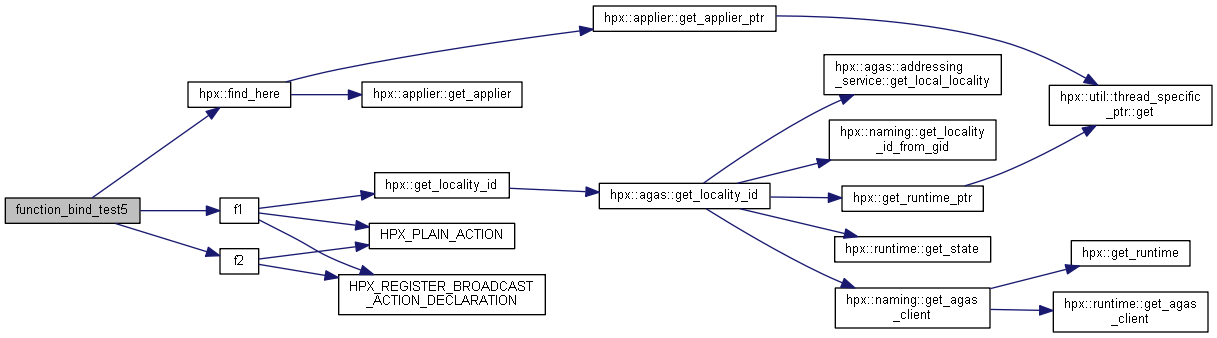 function_bind_test5
hpx::find_here
f1
f2
hpx::applier::get_applier_ptr
hpx::applier::get_applier
hpx::get_locality_id
HPX_PLAIN_ACTION
HPX_REGISTER_BROADCAST
_ACTION_DECLARATION
hpx::agas::get_locality_id
hpx::agas::addressing
_service::get_local_locality
hpx::naming::get_locality
_id_from_gid
hpx::get_runtime_ptr
hpx::runtime::get_state
hpx::naming::get_agas
_client
hpx::util::thread_specific
_ptr::get
hpx::get_runtime
hpx::runtime::get_agas
_client